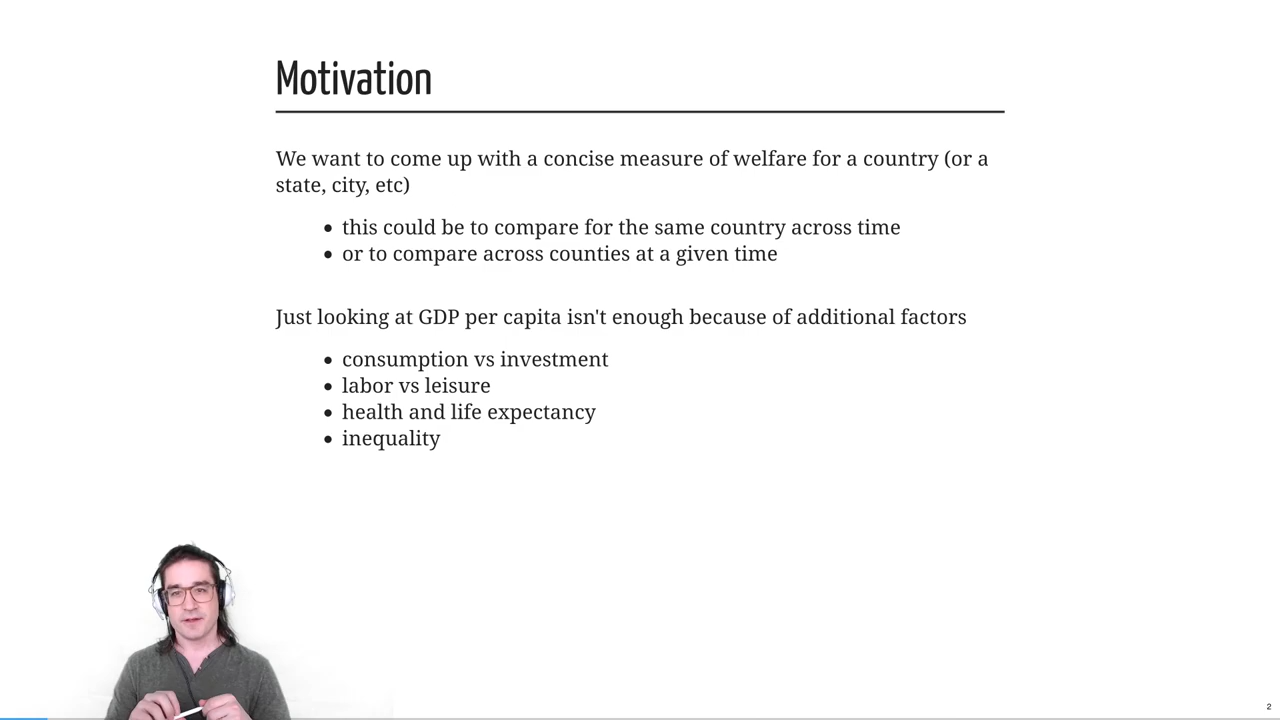 Motivation
We want to come up with a concise measure of welfare for a country (or a
state, city, etc)
• this could be to compare for the same country across time
• or to compare across counties at a given time
Just looking at GDP per capita isn't enough because of additional factors
• consumption vs investment
• labor vs leisure
• health and life expectancy
• inequality
2